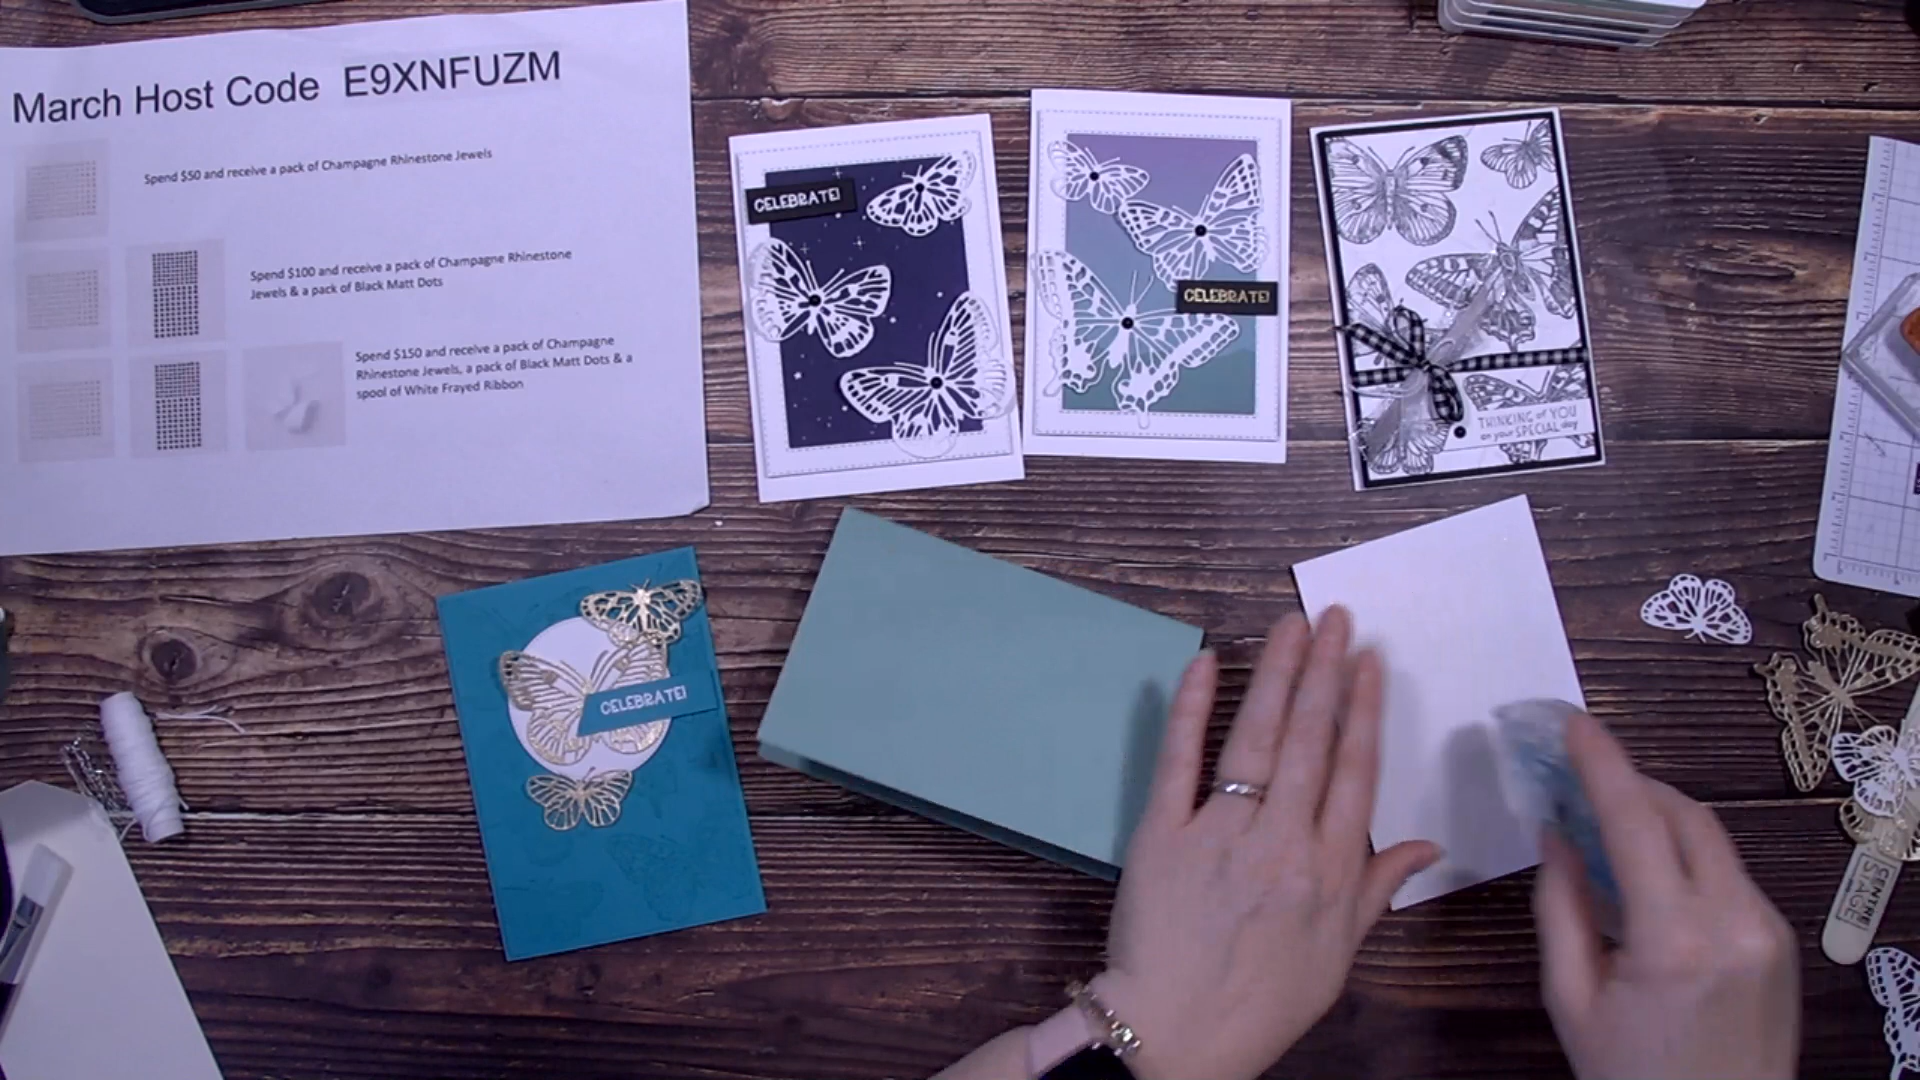 March Host Code E9XNFUZM
Spend $50 and receive a pack of Champagne Rhinestone Jewels
Spend $100 and receive a pack of Champagne Rhinestone
Jewels & a pack of Black Matt Dots
Spend $150 and receive a pack of Champagne
Rhinestone Jewels, a pack of Black Matt Dots & a
spool of White Frayed Ribbon
CELEBRATE!
CELEBRATE!
THINKING of YOU
on your SPECIAL day
CELEBRATE!
CENTRE
STAGE